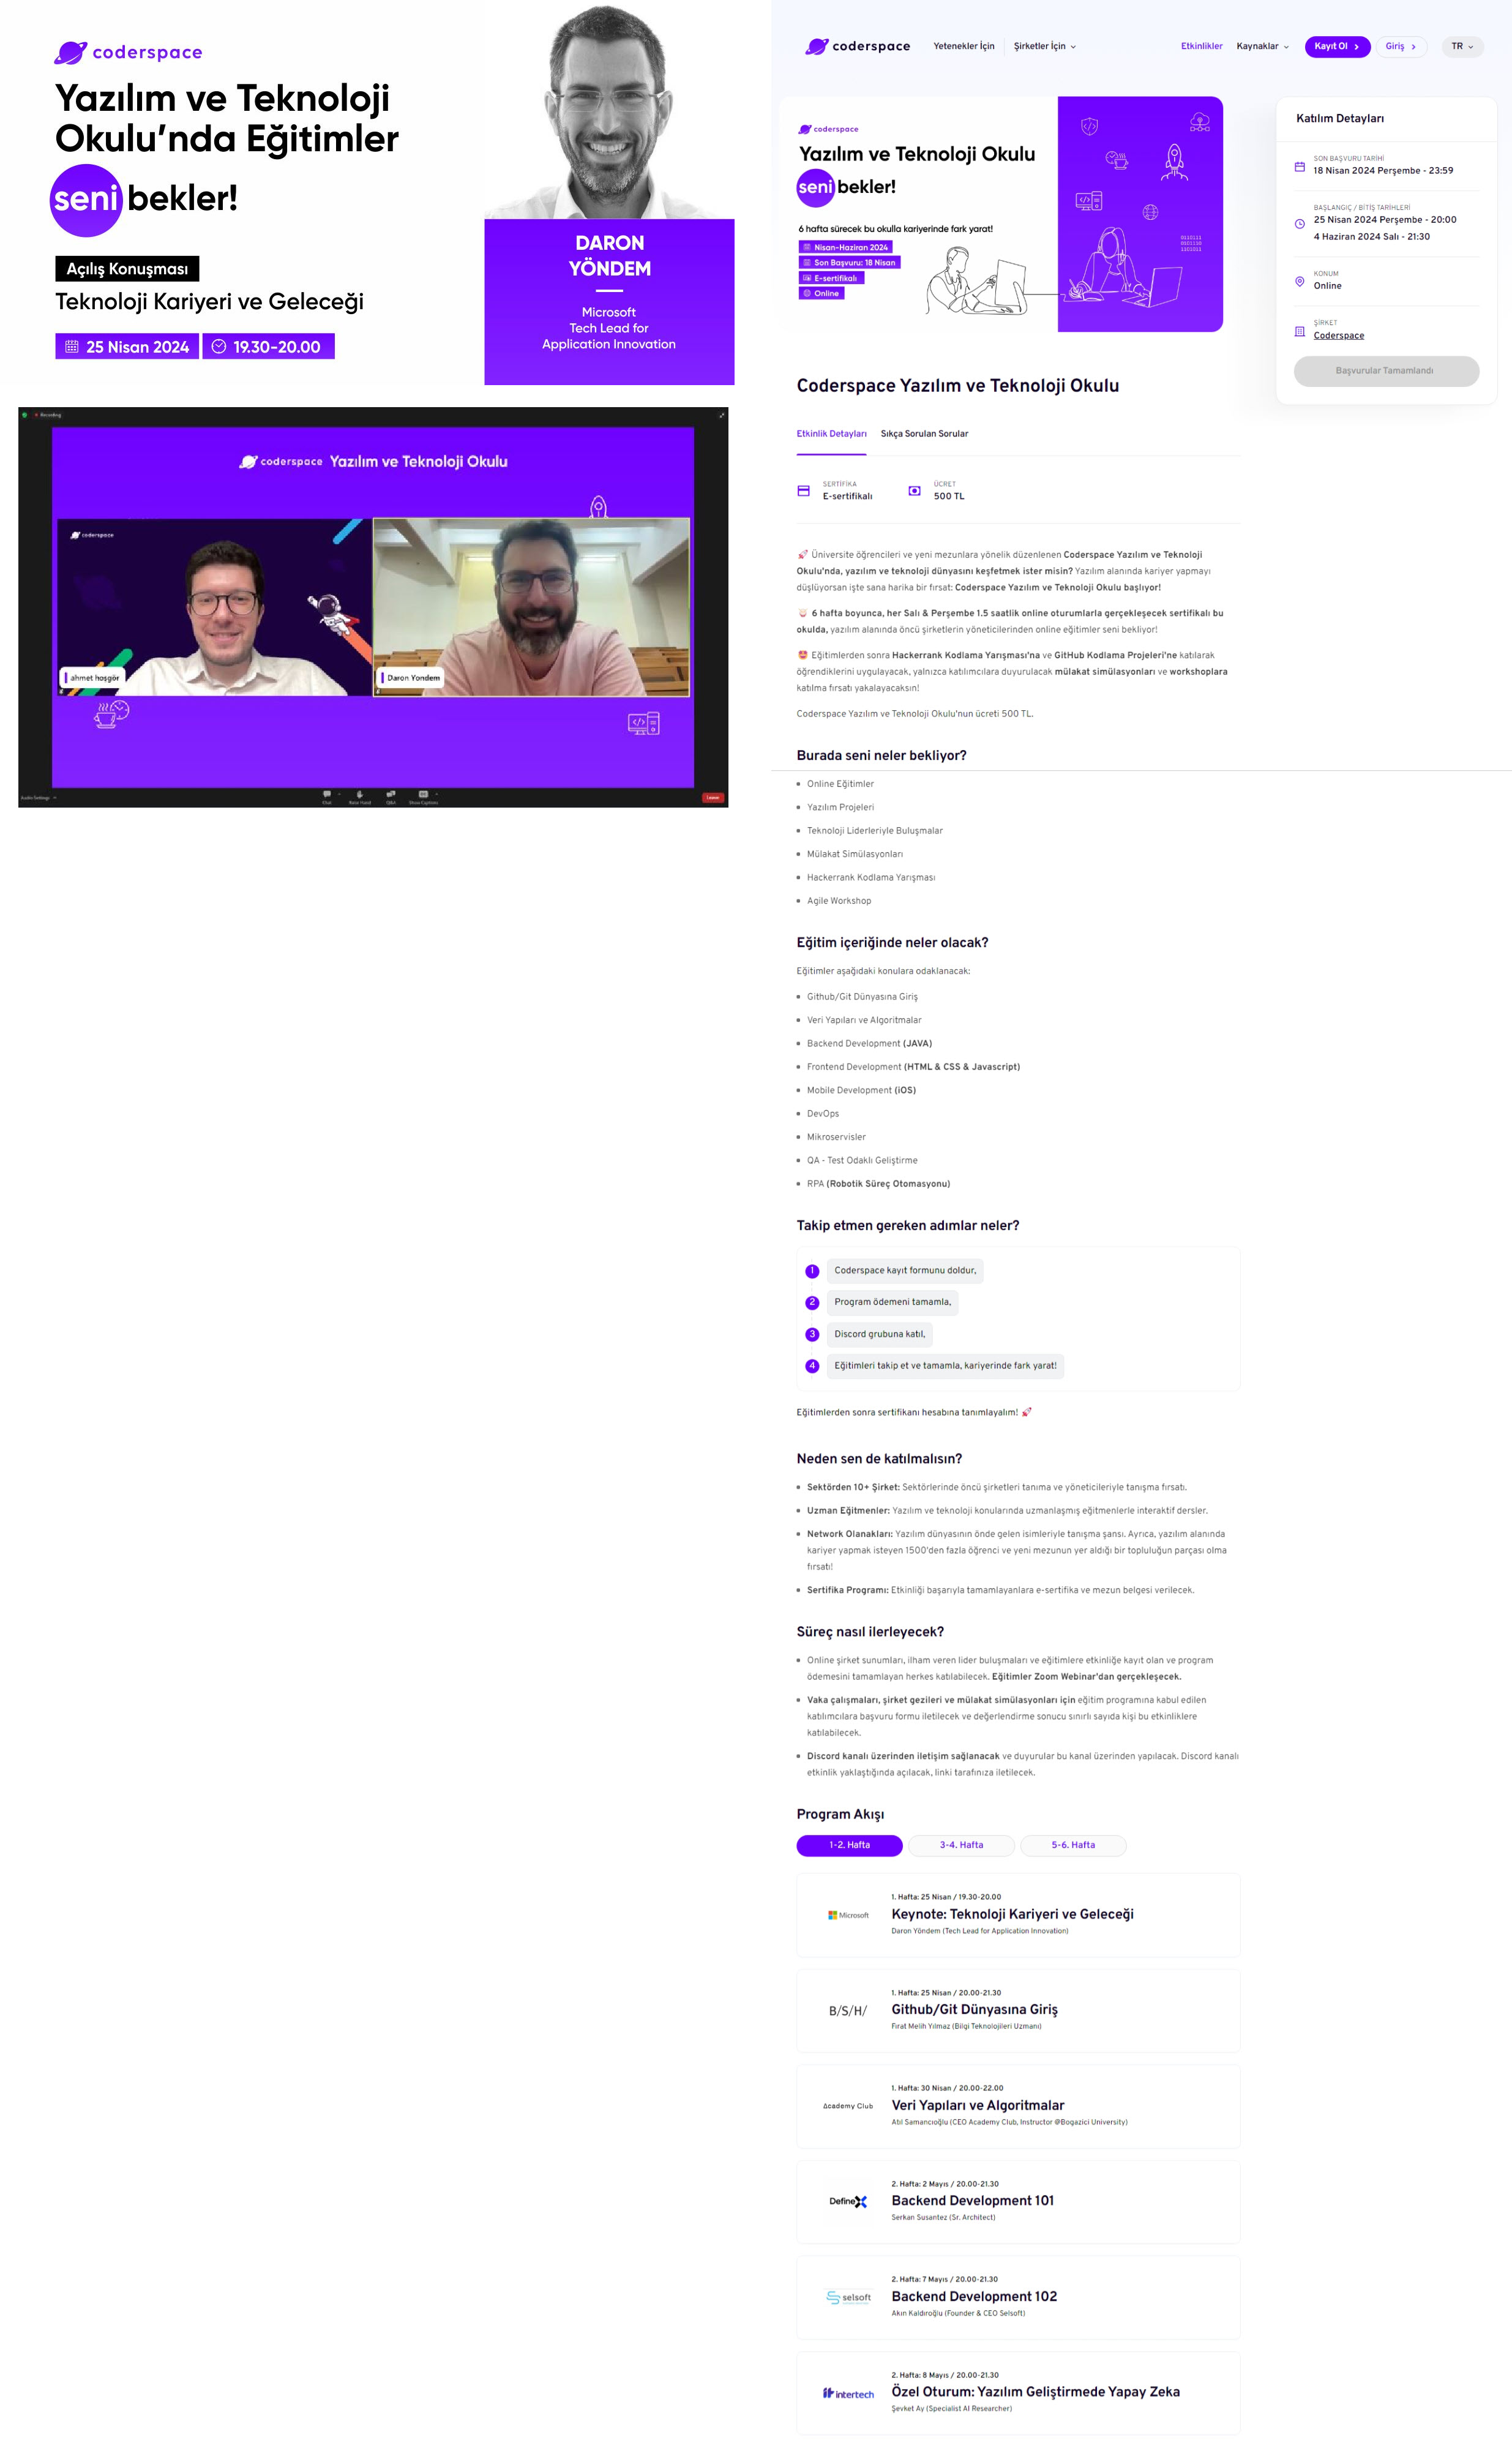 coderspace
Yazılım ve Teknoloji
Okulu'nda Eğitimler
seni bekler!
Açılış Konuşması
Teknoloji Kariyeri ve Geleceği
25 Nisan 2024
19.30-20.00
DARON
YÖNDEM
Microsoft
Tech Lead for
Application Innovation
Recording
coderspace Yazılım ve Teknoloji Okulu
coderspace
ahmet hoşgör
Daron Yondem
Audio Settings
Chat
Raise Hand
Q&A
Show Captions
Leave
coderspace
Yetenekler İçin
Şirketler İçin
Etkinlikler
Kaynaklar
Kayıt Ol
Giriş
TR
coderspace
Yazılım ve Teknoloji Okulu
seni bekler!
6 hafta sürecek bu okulla kariyerinde fark yarat!
Nisan-Haziran 2024
Son Başvuru: 18 Nisan
E-sertifikalı
Online
0110111
0101110
1101011
Katılım Detayları
SON BAŞVURU TARİHİ
18 Nisan 2024 Perşembe - 23:59
BAŞLANGIÇ / BİTİŞ TARİHLERİ
25 Nisan 2024 Perşembe - 20:00
4 Haziran 2024 Salı - 21:30
KONUM
Online
ŞİRKET
Coderspace
Başvurular Tamamlandı
Coderspace Yazılım ve Teknoloji Okulu
Etkinlik Detayları
Sıkça Sorulan Sorular
SERTİFİKA
E-sertifikalı
ÜCRET
500 TL
🚀 Üniversite öğrencileri ve yeni mezunlara yönelik düzenlenen Coderspace Yazılım ve Teknoloji
Okulu'nda, yazılım ve teknoloji dünyasını keşfetmek ister misin? Yazılım alanında kariyer yapmayı
düşlüyorsan işte sana harika bir fırsat: Coderspace Yazılım ve Teknoloji Okulu başlıyor!
6 hafta boyunca, her Salı & Perşembe 1.5 saatlik online oturumlarla gerçekleşecek sertifikalı bu
okulda, yazılım alanında öncü şirketlerin yöneticilerinden online eğitimler seni bekliyor!
🤩 Eğitimlerden sonra Hackerrank Kodlama Yarışması'na ve GitHub Kodlama Projeleri'ne katılarak
öğrendiklerini uygulayacak, yalnızca katılımcılara duyurulacak mülakat simülasyonları ve workshoplara
katılma fırsatı yakalayacaksın!
Coderspace Yazılım ve Teknoloji Okulu'nun ücreti 500 TL.
Burada seni neler bekliyor?
Online Eğitimler
Yazılım Projeleri
Teknoloji Liderleriyle Buluşmalar
Mülakat Simülasyonları
Hackerrank Kodlama Yarışması
Agile Workshop
Eğitim içeriğinde neler olacak?
Eğitimler aşağıdaki konulara odaklanacak:
Github/Git Dünyasına Giriş
Veri Yapıları ve Algoritmalar
Backend Development (JAVA)
Frontend Development (HTML & CSS & Javascript)
Mobile Development (iOS)
DevOps
Mikroservisler
QA - Test Odaklı Geliştirme
RPA (Robotik Süreç Otomasyonu)
Takip etmen gereken adımlar neler?
1 Coderspace kayıt formunu doldur,
2 Program ödemeni tamamla,
3 Discord grubuna katıl,
4 Eğitimleri takip et ve tamamla, kariyerinde fark yarat!
Eğitimlerden sonra sertifikanı hesabına tanımlayalım! 🚀
Neden sen de katılmalısın?
Sektörden 10+ Şirket: Sektörlerinde öncü şirketleri tanıma ve yöneticileriyle tanışma fırsatı.
Uzman Eğitmenler: Yazılım ve teknoloji konularında uzmanlaşmış eğitmenlerle interaktif dersler.
Network Olanakları: Yazılım dünyasının önde gelen isimleriyle tanışma şansı. Ayrıca, yazılım alanında
kariyer yapmak isteyen 1500'den fazla öğrenci ve yeni mezunun yer aldığı bir topluluğun parçası olma
fırsatı!
Sertifika Programı: Etkinliği başarıyla tamamlayanlara e-sertifika ve mezun belgesi verilecek.
Süreç nasıl ilerleyecek?
Online şirket sunumları, ilham veren lider buluşmaları ve eğitimlere etkinliğe kayıt olan ve program
ödemesini tamamlayan herkes katılabilecek. Eğitimler Zoom Webinar'dan gerçekleşecek.
Vaka çalışmaları, şirket gezileri ve mülakat simülasyonları için eğitim programına kabul edilen
katılımcılara başvuru formu iletilecek ve değerlendirme sonucu sınırlı sayıda kişi bu etkinliklere
katılabilecek.
Discord kanalı üzerinden iletişim sağlanacak ve duyurular bu kanal üzerinden yapılacak. Discord kanalı
etkinlik yaklaştığında açılacak, linki tarafınıza iletilecek.
Program Akışı
1-2. Hafta
3-4. Hafta
5-6. Hafta
Microsoft
1. Hafta: 25 Nisan / 19.30-20.00
Keynote: Teknoloji Kariyeri ve Geleceği
Daron Yöndem (Tech Lead for Application Innovation)
B/S/H/
1. Hafta: 25 Nisan / 20.00-21.30
Github/Git Dünyasına Giriş
Fırat Melih Yılmaz (Bilgi Teknolojileri Uzmanı)
Academy Club
1. Hafta: 30 Nisan / 20.00-22.00
Veri Yapıları ve Algoritmalar
Atıl Samancıoğlu (CEO Academy Club, Instructor @Bogazici University)
DefineX
2. Hafta: 2 Mayıs / 20.00-21.30
Backend Development 101
Serkan Susantez (Sr. Architect)
selsoft
2. Hafta: 7 Mayıs / 20.00-21.30
Backend Development 102
Akın Kaldıroğlu (Founder & CEO Selsoft)
intertech
2. Hafta: 8 Mayıs / 20.00-21.30
Özel Oturum: Yazılım Geliştirmede Yapay Zeka
Şevket Ay (Specialist AI Researcher)